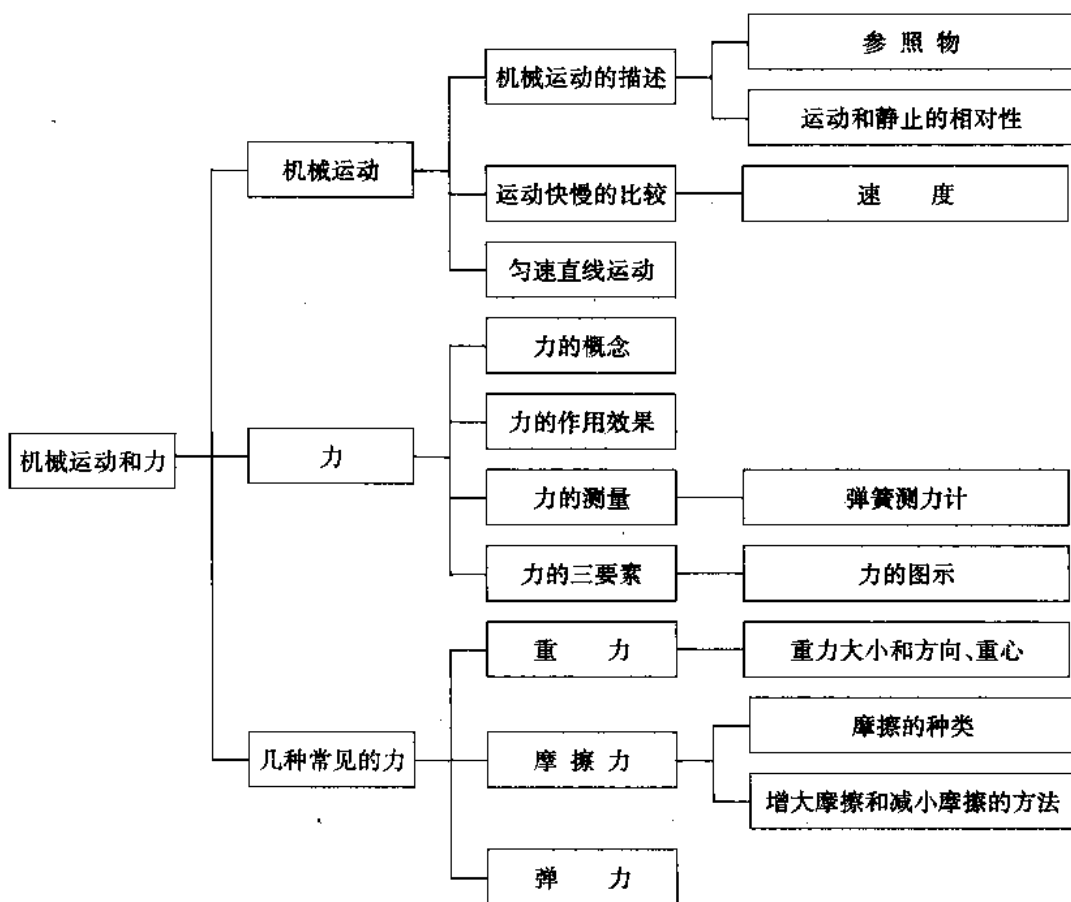 机械运动和力
机械运动
机械运动的描述
参照物
运动和静止的相对性
运动快慢的比较
速度
匀速直线运动
力
力的概念
力的作用效果
力的测量
弹簧测力计
力的三要素
力的图示
几种常见的力
重力
重力大小和方向、重心
摩擦力
摩擦的种类
增大摩擦和减小摩擦的方法
弹力